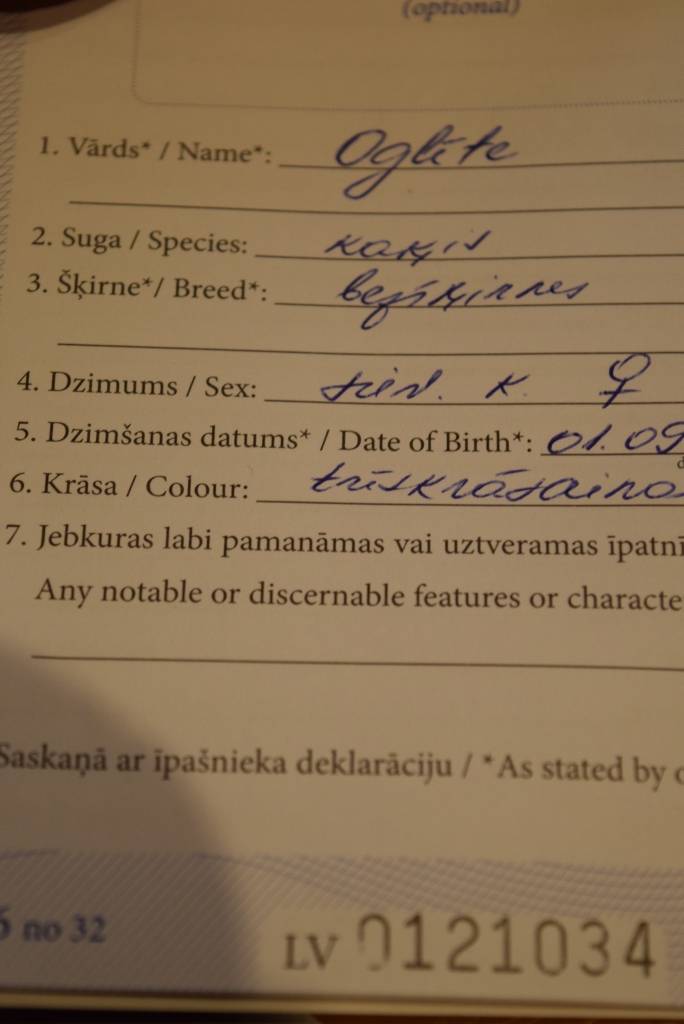 (optional)
1. Vārds* / Name*: Oglīte
2. Suga / Species: kaķis
3. Šķirne*/ Breed*: bezšķirnes
4. Dzimums / Sex: siev. k. ♀
5. Dzimšanas datums* / Date of Birth*: 01.09
6. Krāsa / Colour: trīskrāsaina
7. Jebkuras labi pamanāmas vai uztveramas īpatnī
Any notable or discernable features or characte
Saskaņā ar īpašnieka deklarāciju / *As stated by o
5 no 32
LV 0121034